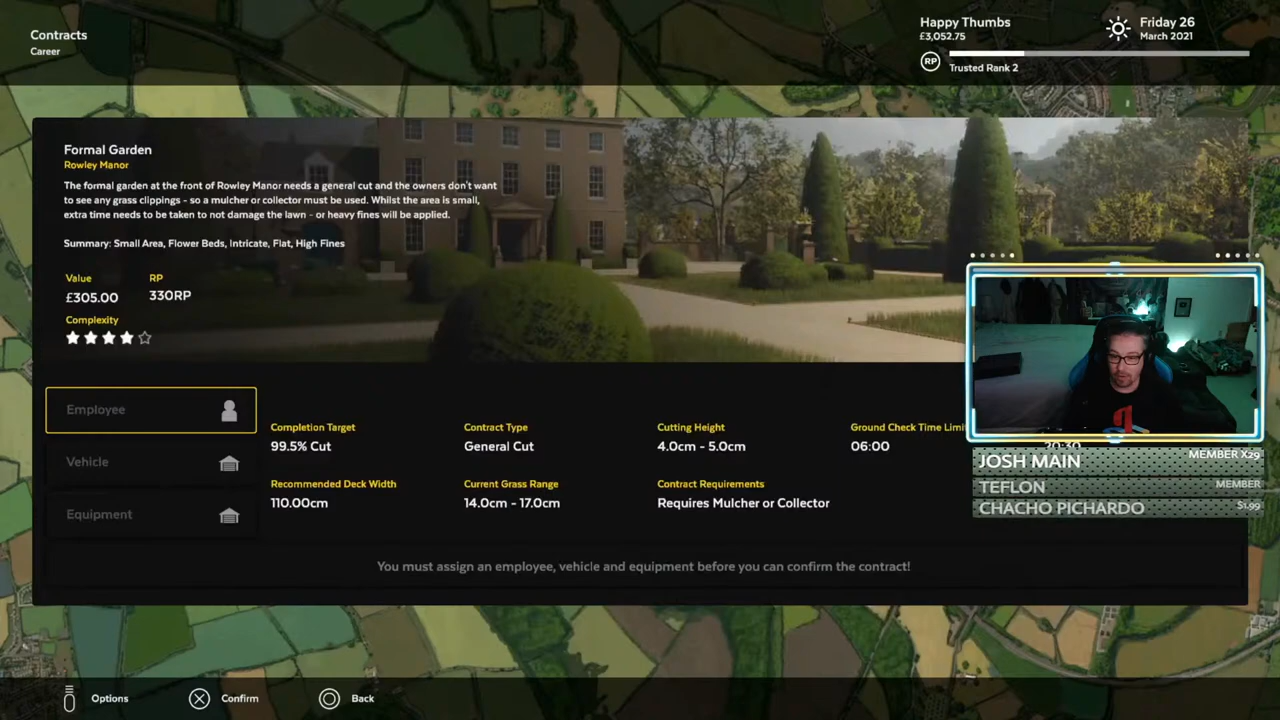 Contracts
Career
Happy Thumbs
£3,052.75
Friday 26
March 2021
RP
Trusted Rank 2
Formal Garden
Rowley Manor
The formal garden at the front of Rowley Manor needs a general cut and the owners don't want
to see any grass clippings - so a mulcher or collector must be used. Whilst the area is small,
extra time needs to be taken to not damage the lawn - or heavy fines will be applied.
Summary: Small Area, Flower Beds, Intricate, Flat, High Fines
Value RP
£305.00 330RP
Complexity
Employee
Vehicle
Equipment
Completion Target Contract Type Cutting Height Ground Check Time Limit
99.5% Cut General Cut 4.0cm - 5.0cm 06:00 20:30
Recommended Deck Width Current Grass Range Contract Requirements
110.00cm 14.0cm - 17.0cm Requires Mulcher or Collector
JOSH MAIN MEMBER X29
TEFLON MEMBER
CHACHO PICHARDO $1.99
You must assign an employee, vehicle and equipment before you can confirm the contract!
Options Confirm Back